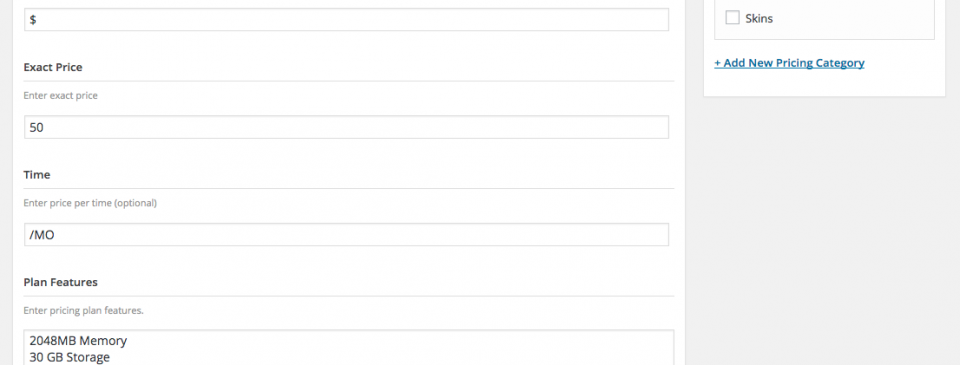 $
Exact Price
Enter exact price
50
Time
Enter price per time (optional)
/MO
Plan Features
Enter pricing plan features.
2048MB Memory
30 GB Storage
Skins
+ Add New Pricing Category